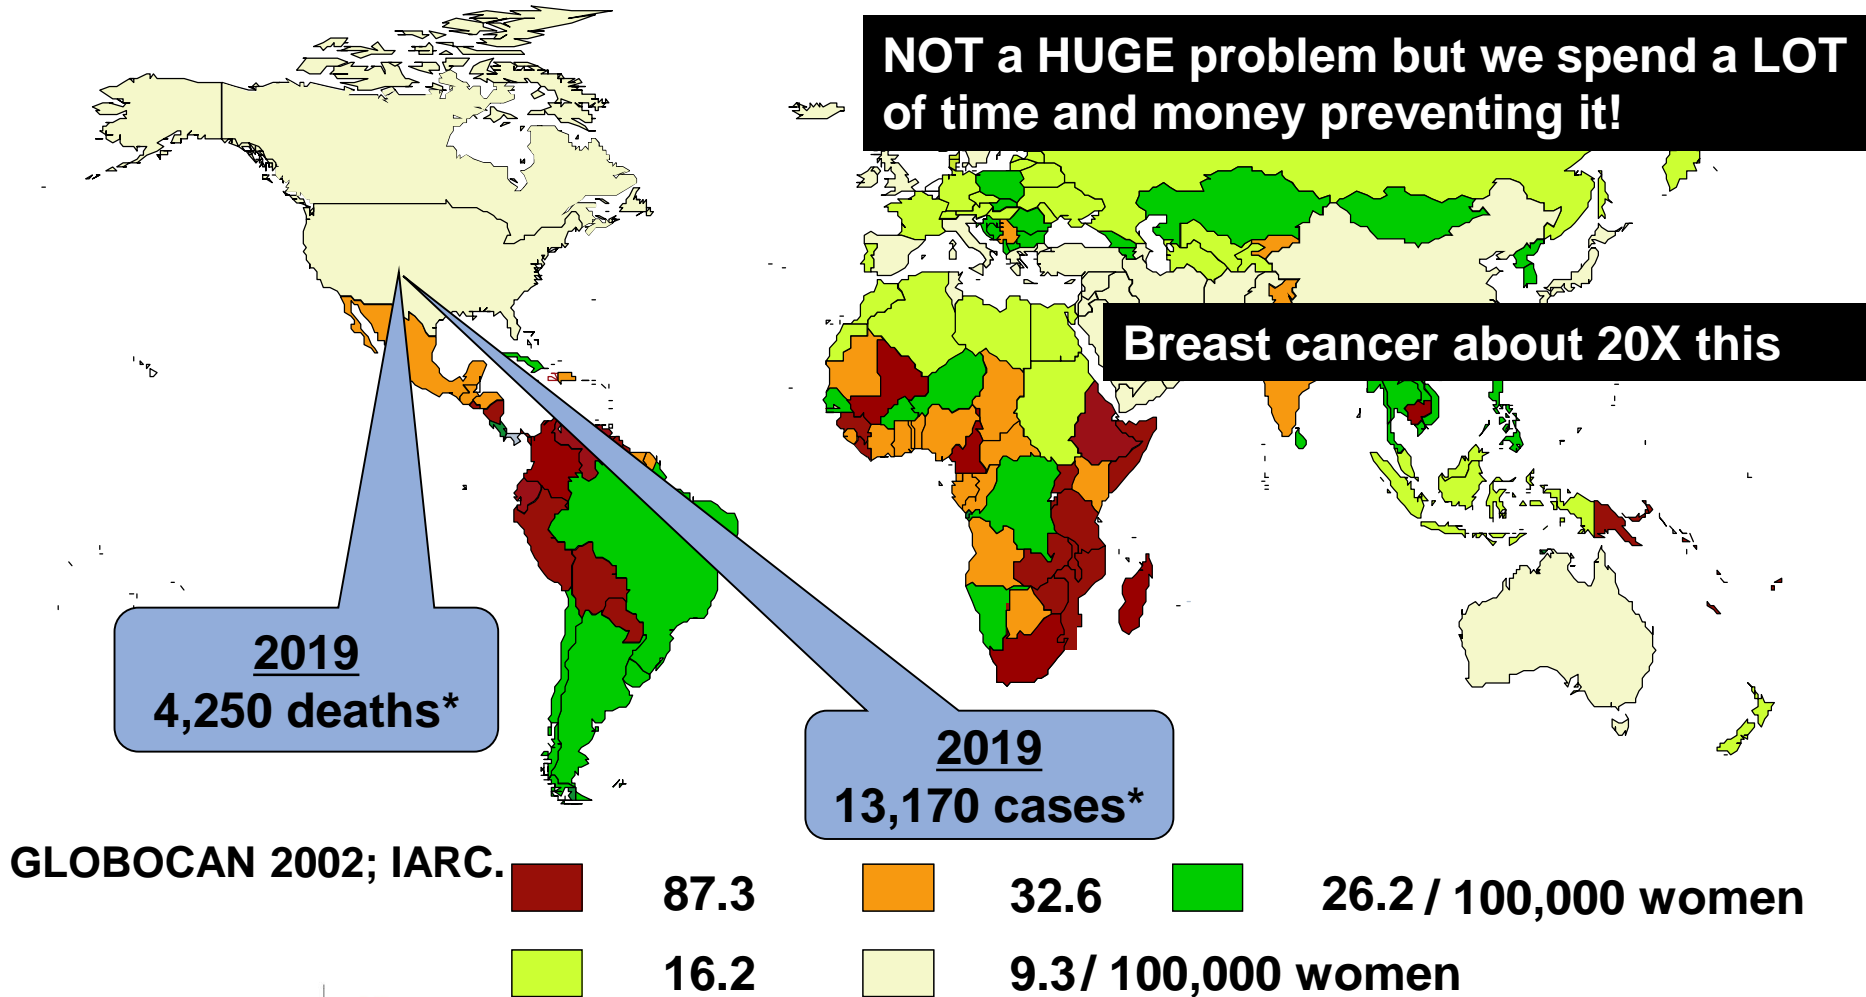 NOT a HUGE problem but we spend a LOT
of time and money preventing it!
Breast cancer about 20X this
2019
4,250 deaths*
2019
13,170 cases*
GLOBOCAN 2002; IARC.
87.3
32.6
26.2 / 100,000 women
16.2
9.3 / 100,000 women